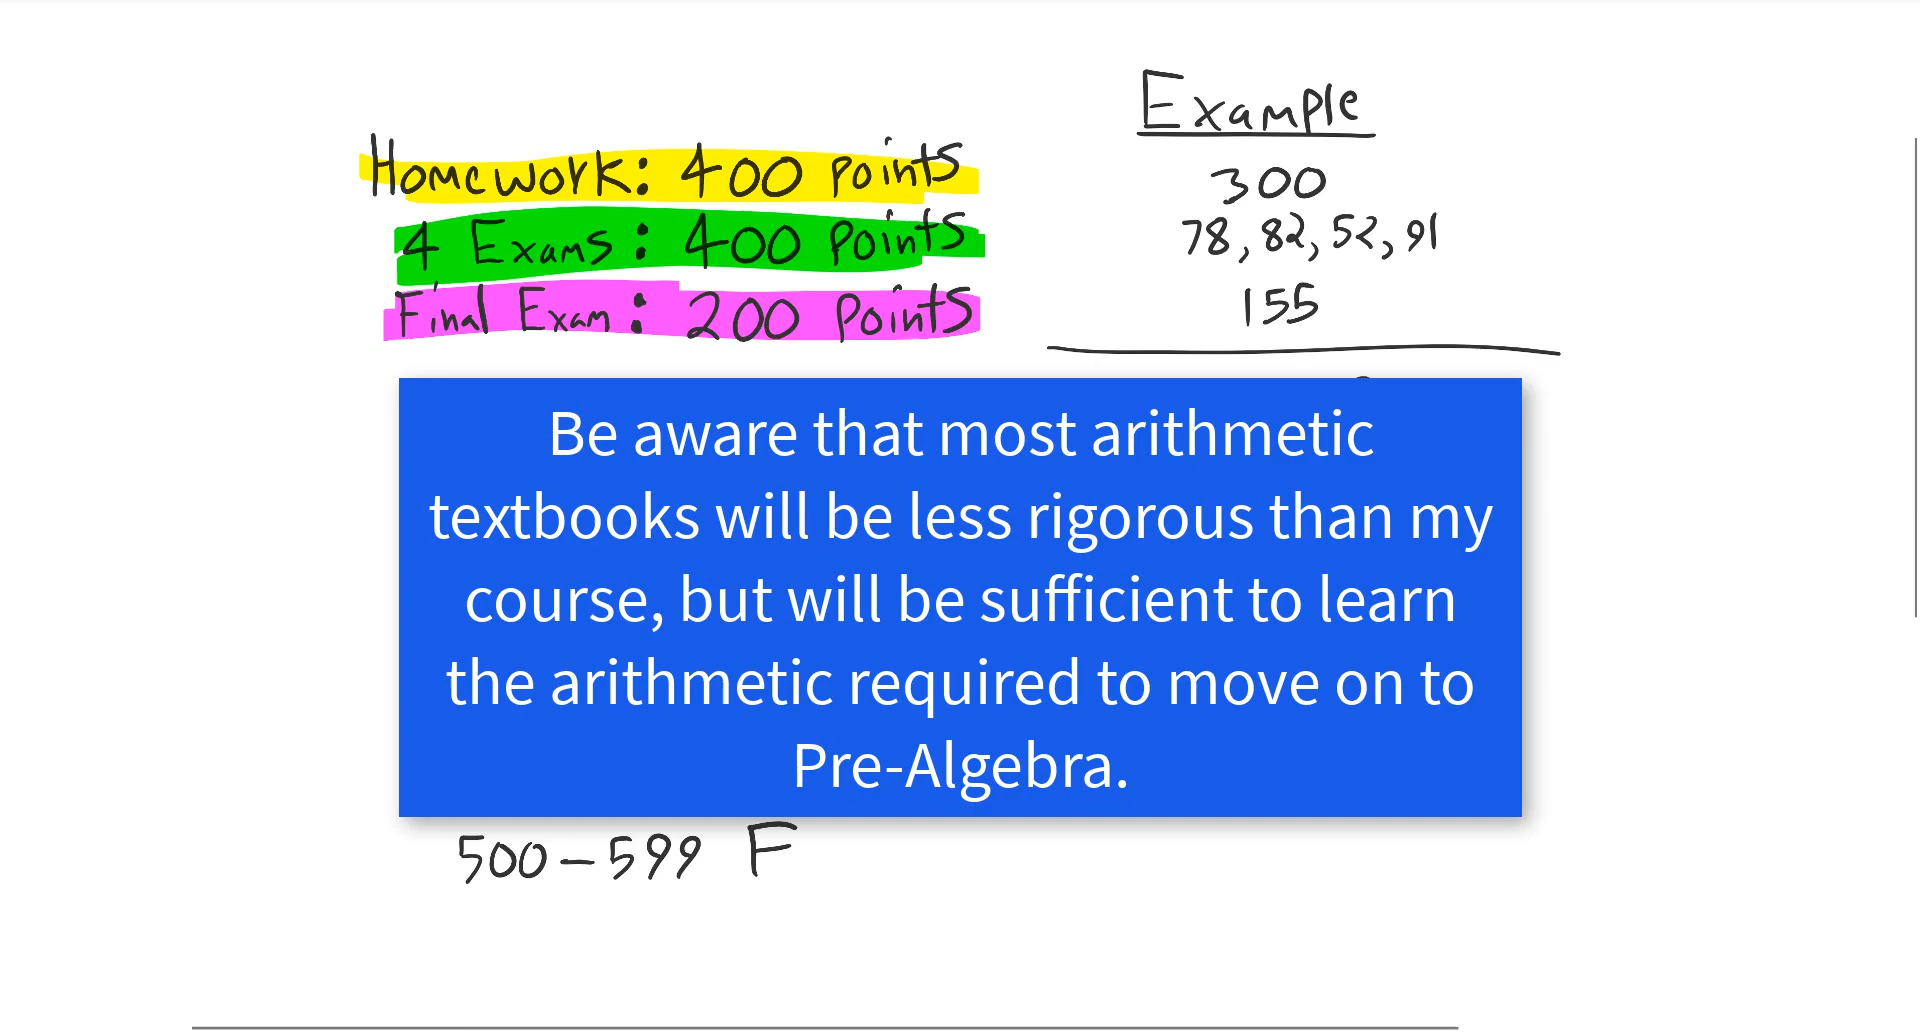 Homework: 400 Points
4 Exams: 400 Points
Final Exam: 200 Points
Example
300
78, 82, 52, 91
155
Be aware that most arithmetic
textbooks will be less rigorous than my
course, but will be sufficient to learn
the arithmetic required to move on to
Pre-Algebra.
500-599 F